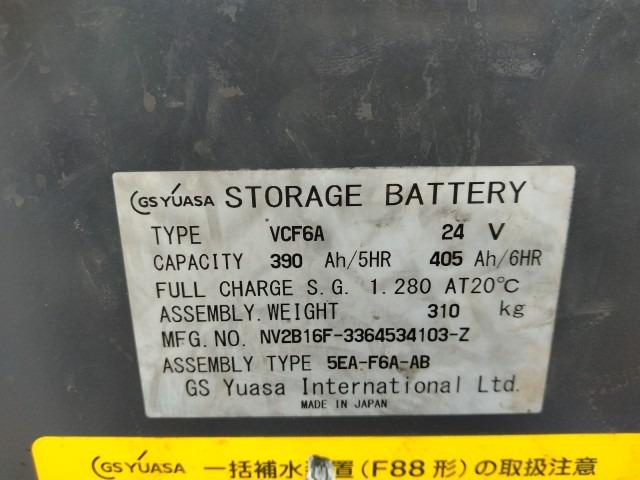 GS YUASA STORAGE BATTERY
TYPE VCF6A 24 V
CAPACITY 390 Ah/5HR 405 Ah/6HR
FULL CHARGE S.G. 1.280 AT20℃
ASSEMBLY.WEIGHT 310 kg
MFG.NO. NV2B16F-3364534103-Z
ASSEMBLY TYPE 5EA-F6A-AB
GS Yuasa International Ltd.
MADE IN JAPAN
GS YUASA 一括補水置(F88形)の取扱注意